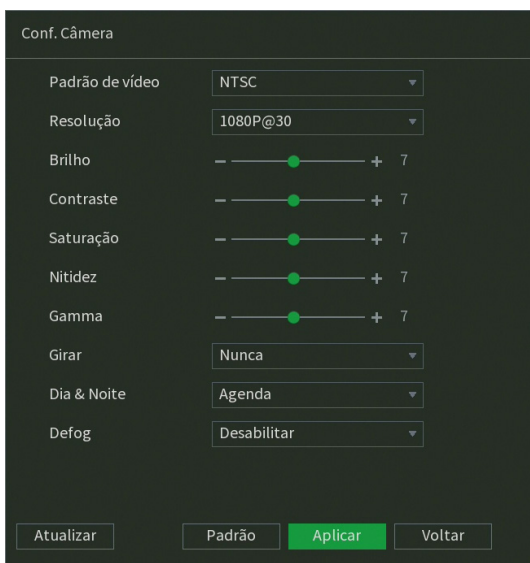 Conf. Câmera
Padrão de vídeo NTSC
Resolução 1080P@30
Brilho 7
Contraste 7
Saturação 7
Nitidez 7
Gamma 7
Girar Nunca
Dia & Noite Agenda
Defog Desabilitar
Atualizar Padrão Aplicar Voltar